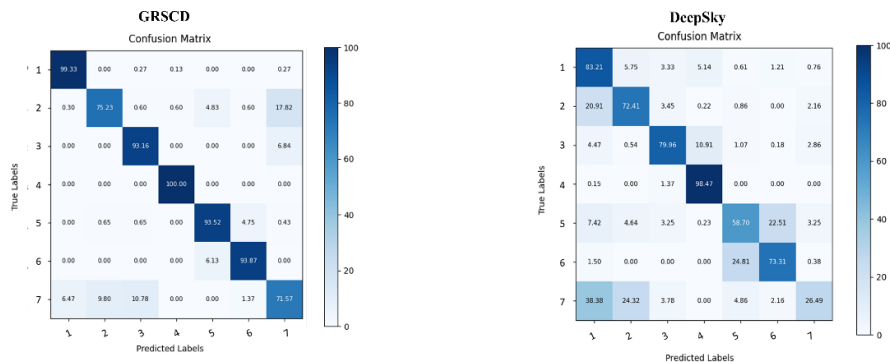 GRSCD
Confusion Matrix
1 99.33 0.00 0.27 0.13 0.00 0.00 0.27
2 0.30 75.23 0.60 0.60 4.83 0.60 17.82
3 0.00 0.00 93.16 0.00 0.00 0.00 6.84
4 0.00 0.00 0.00 100.00 0.00 0.00 0.00
5 0.00 0.65 0.65 0.00 93.52 4.75 0.43
6 0.00 0.00 0.00 0.00 6.13 93.87 0.00
7 6.47 9.80 10.78 0.00 0.00 1.37 71.57
1 2 3 4 5 6 7
True Labels
Predicted Labels
100
80
60
40
20
0
DeepSky
Confusion Matrix
1 83.21 5.75 3.33 5.14 0.61 1.21 0.76
2 20.91 72.41 3.45 0.22 0.86 0.00 2.16
3 4.47 0.54 79.96 10.91 1.07 0.18 2.86
4 0.15 0.00 1.37 98.47 0.00 0.00 0.00
5 7.42 4.64 3.25 0.23 58.70 22.51 3.25
6 1.50 0.00 0.00 0.00 24.81 73.31 0.38
7 38.38 24.32 3.78 0.00 4.86 2.16 26.49
1 2 3 4 5 6 7
True Labels
Predicted Labels
100
80
60
40
20
0